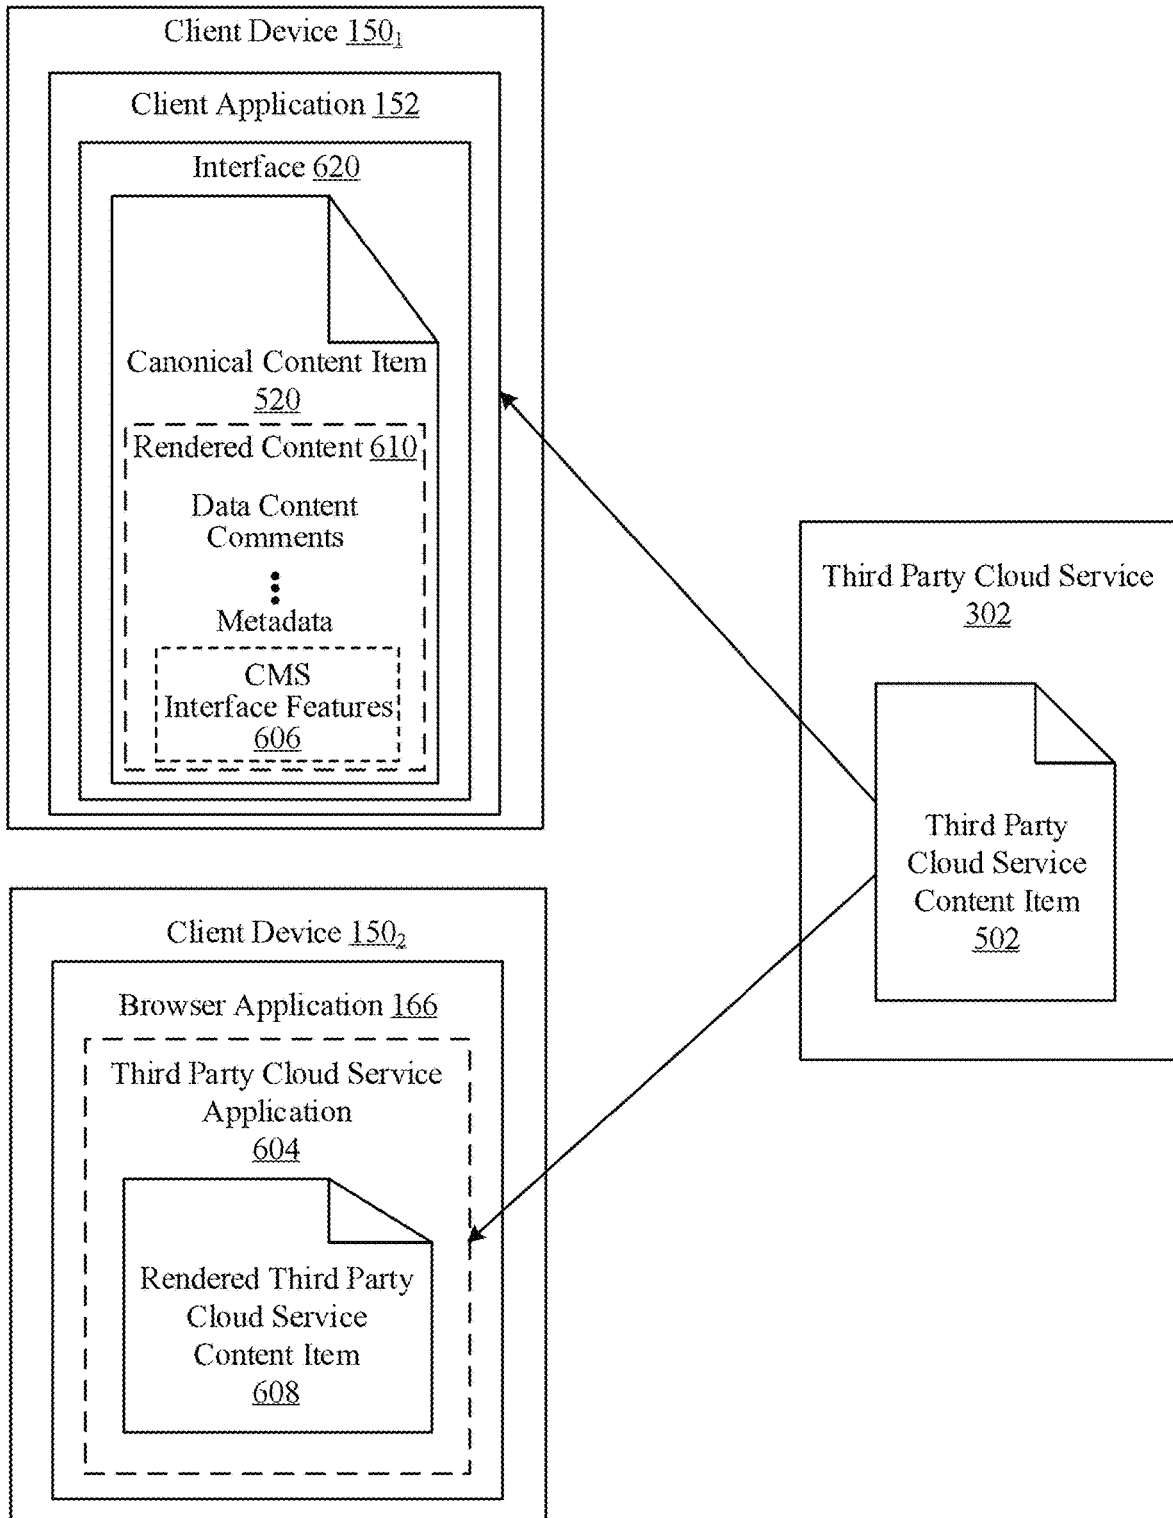 Client Device 150₁
Client Application 152
Interface 620
Canonical Content Item
520
Rendered Content 610
Data Content
Comments
Metadata
CMS
Interface Features
606
Third Party Cloud Service
302
Third Party
Cloud Service
Content Item
502
Client Device 150₂
Browser Application 166
Third Party Cloud Service
Application
604
Rendered Third Party
Cloud Service
Content Item
608